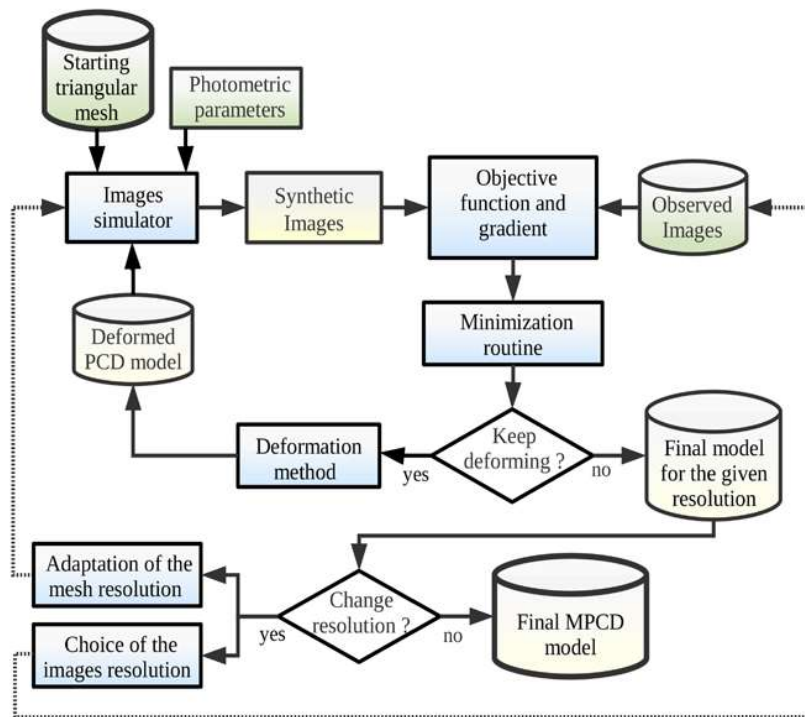 Starting
triangular
mesh
Photometric
parameters
Images
simulator
Synthetic
Images
Objective
function and
gradient
Observed
Images
Deformed
PCD model
Minimization
routine
Keep
deforming ?
yes
no
Deformation
method
Final model
for the given
resolution
Adaptation of the
mesh resolution
Choice of the
images resolution
Change
resolution ?
yes
no
Final MPCD
model